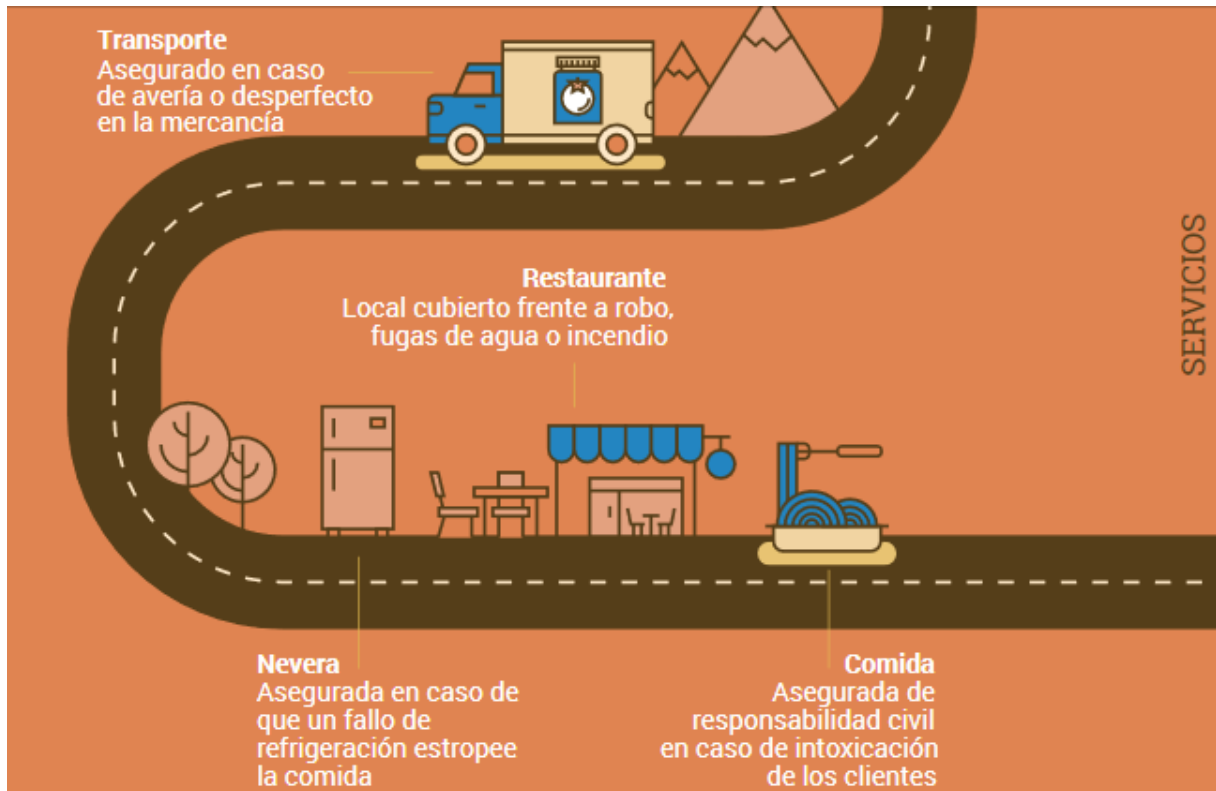 Transporte
Asegurado en caso
de avería o desperfecto
en la mercancía
SERVICIOS
Restaurante
Local cubierto frente a robo,
fugas de agua o incendio
Nevera
Asegurada en caso de
que un fallo de
refrigeración estropee
la comida
Comida
Asegurada de
responsabilidad civil
en caso de intoxicación
de los clientes